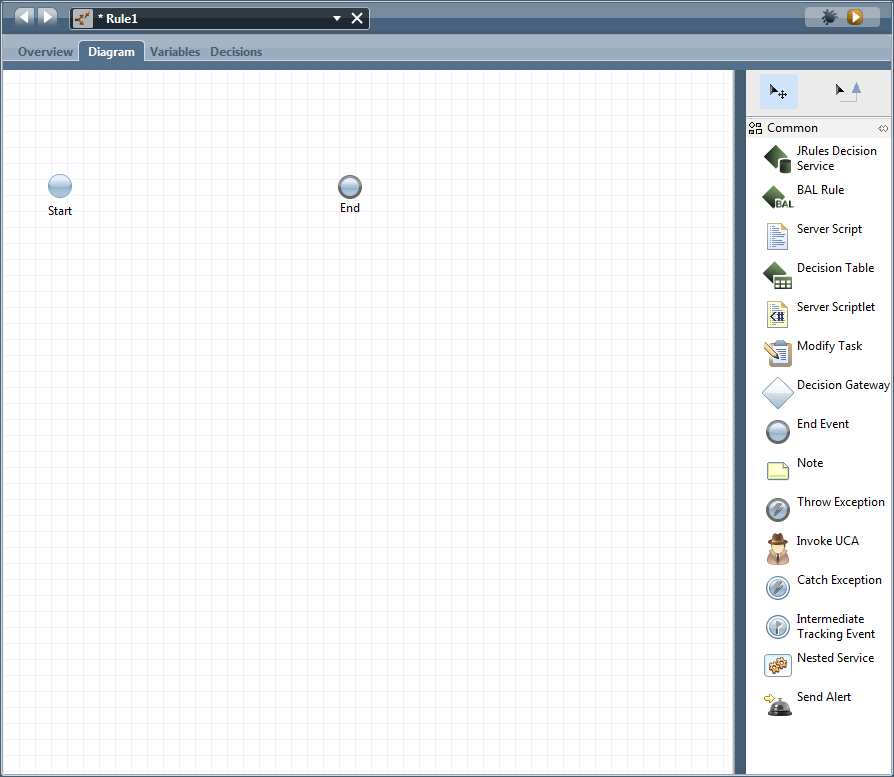 * Rule1
Overview Diagram Variables Decisions
Start
End
Common
JRules Decision
Service
BAL
BAL Rule
Server Script
Decision Table
Server Scriptlet
Modify Task
Decision Gateway
End Event
Note
Throw Exception
Invoke UCA
Catch Exception
Intermediate
Tracking Event
Nested Service
Send Alert